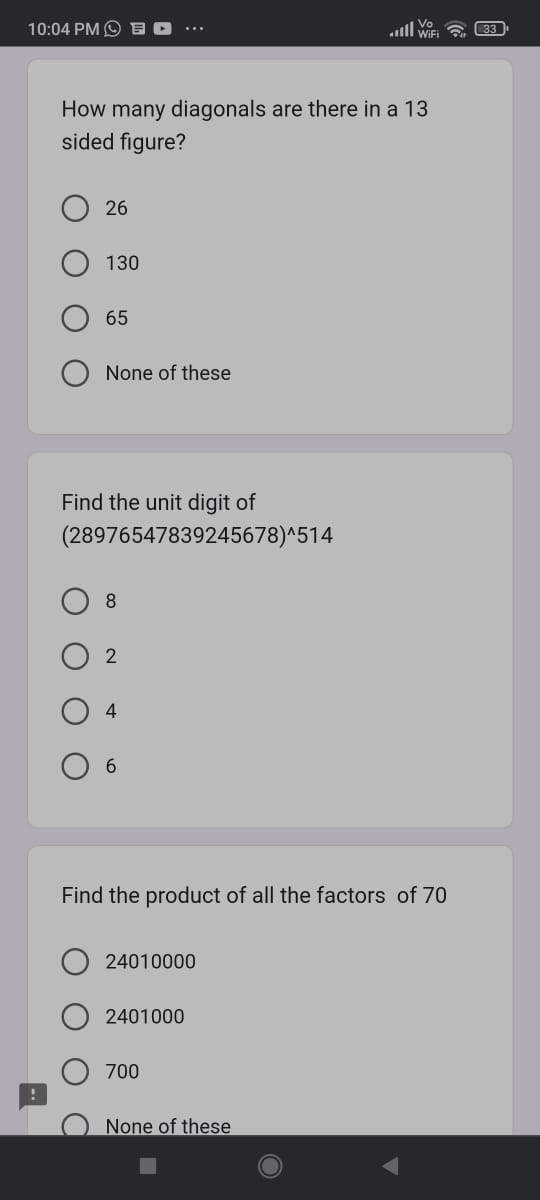 10:04 PM
Vo
WiFi
33
How many diagonals are there in a 13
sided figure?
26
130
65
None of these
Find the unit digit of
(28976547839245678)^514
8
2
4
6
Find the product of all the factors  of 70
24010000
2401000
700
None of these